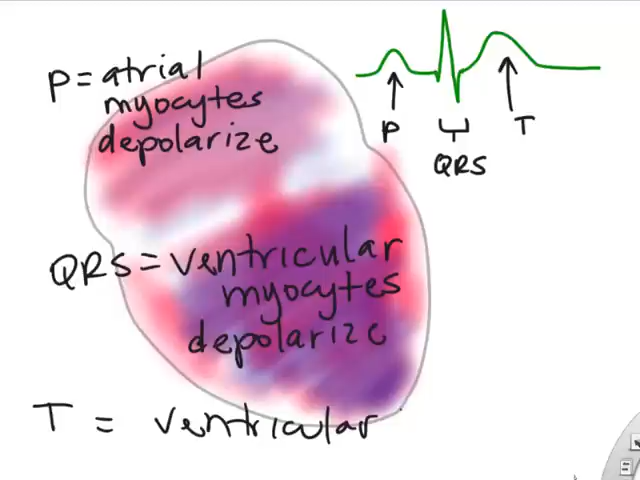 P = atrial
myocytes
depolarize
P
QRS
T
QRS = ventricular
myocytes
depolarize
T = ventricular